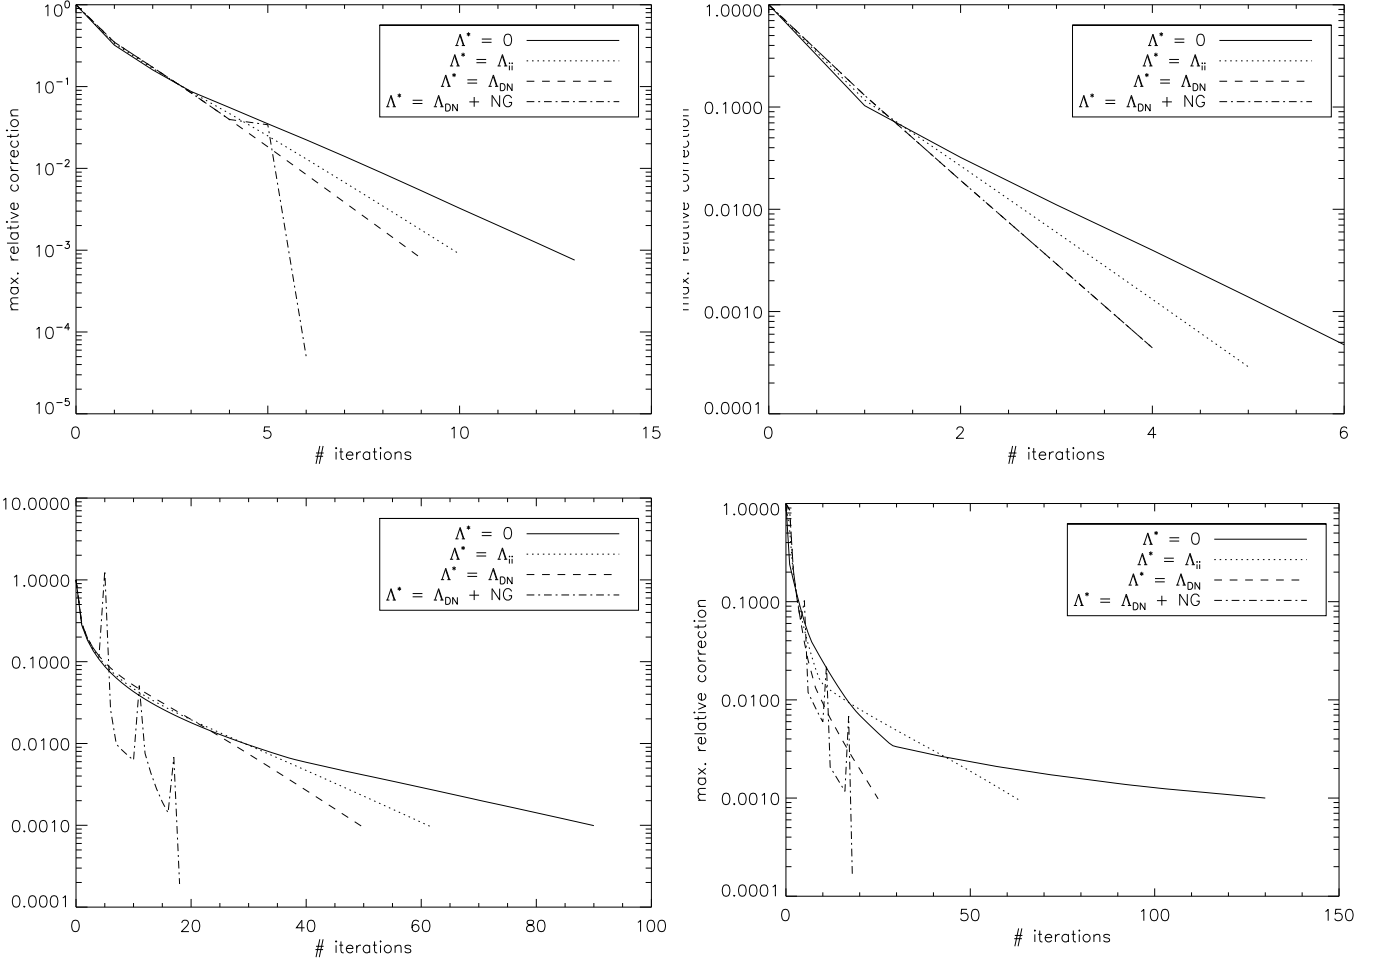 10⁰
10⁻¹
10⁻²
10⁻³
10⁻⁴
10⁻⁵
max. relative correction
Λ* = 0
Λ* = Λii
Λ* = ΛDN
Λ* = ΛDN + NG
0 5 10 15
# iterations
1.0000
0.1000
0.0100
0.0010
0.0001
max. relative correction
Λ* = 0
Λ* = Λii
Λ* = ΛDN
Λ* = ΛDN + NG
0 2 4 6
# iterations
10.0000
1.0000
0.1000
0.0100
0.0010
0.0001
Λ* = 0
Λ* = Λii
Λ* = ΛDN
Λ* = ΛDN + NG
0 20 40 60 80 100
# iterations
1.0000
0.1000
0.0100
0.0010
0.0001
max. relative correction
Λ* = 0
Λ* = Λii
Λ* = ΛDN
Λ* = ΛDN + NG
0 50 100 150
# iterations